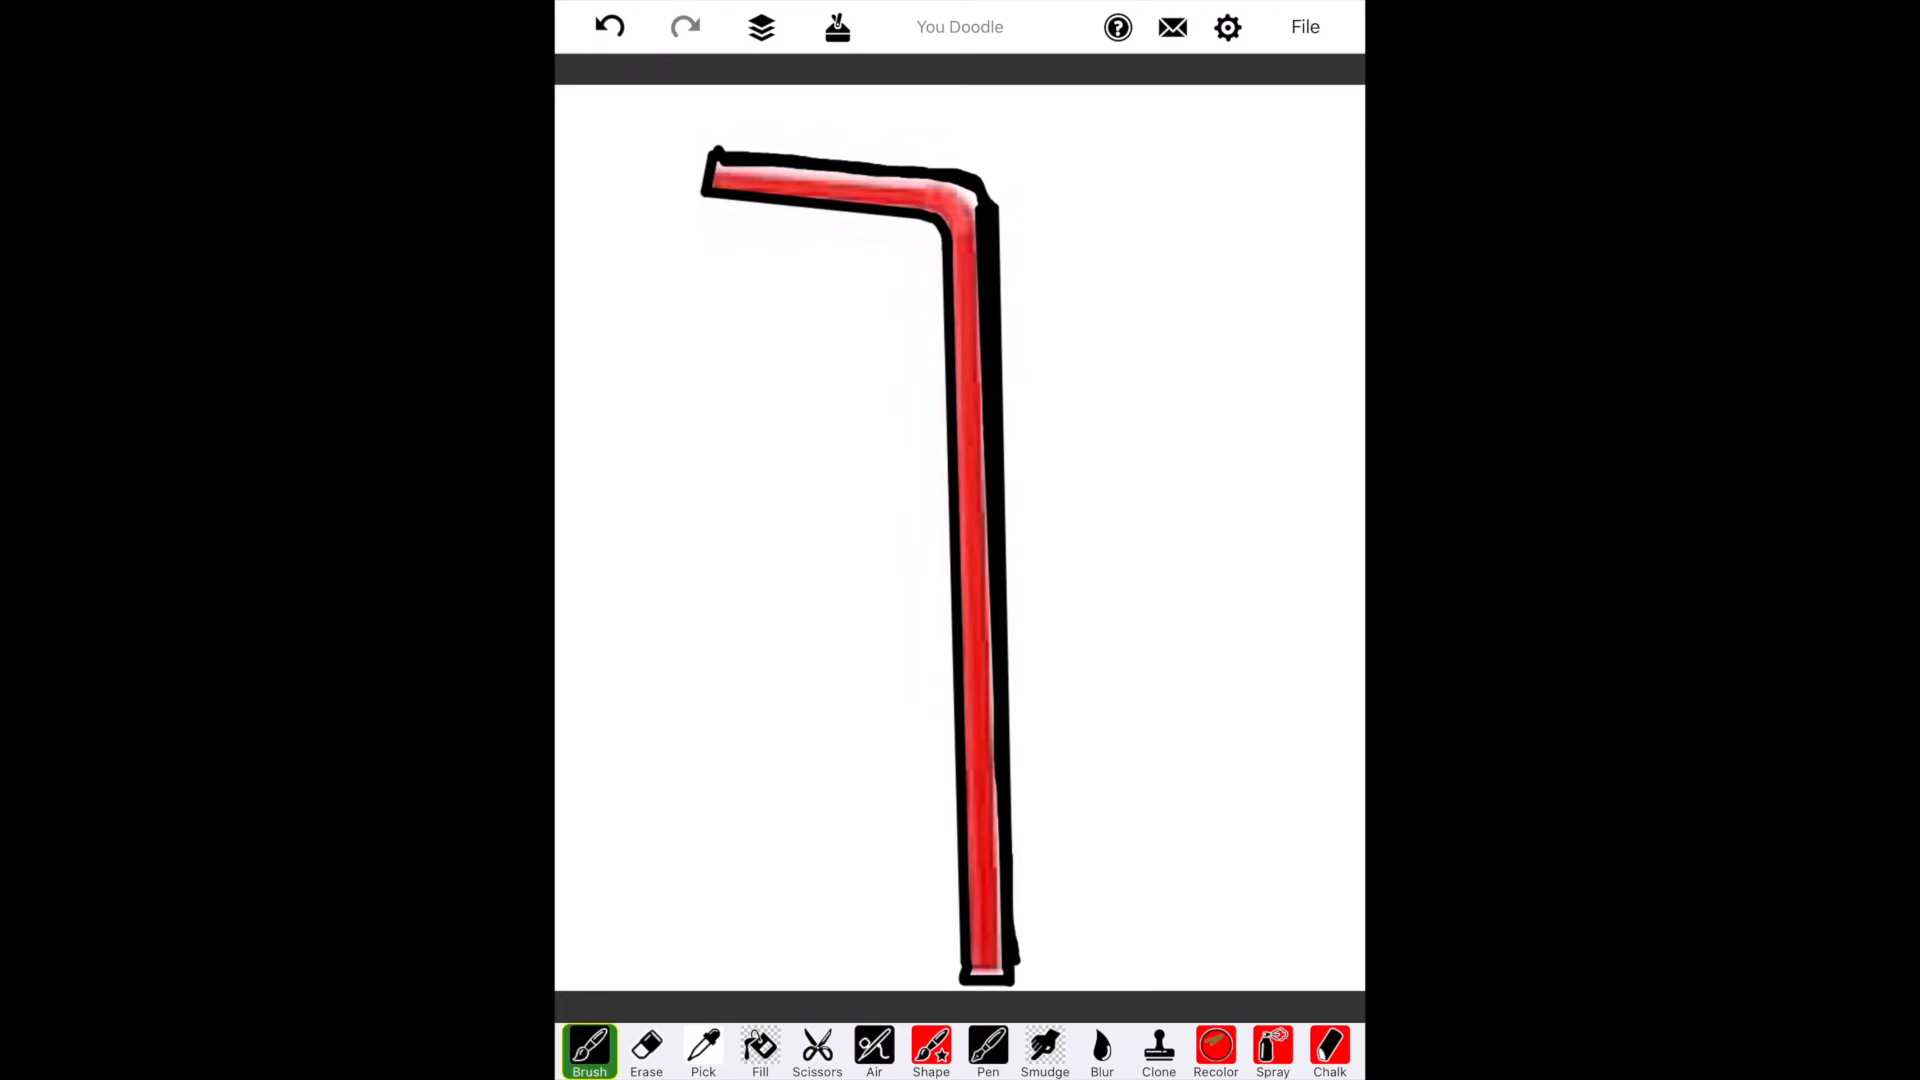 You Doodle
File
Brush Erase Pick Fill Scissors Air Shape Pen Smudge Blur Clone Recolor Spray Chalk